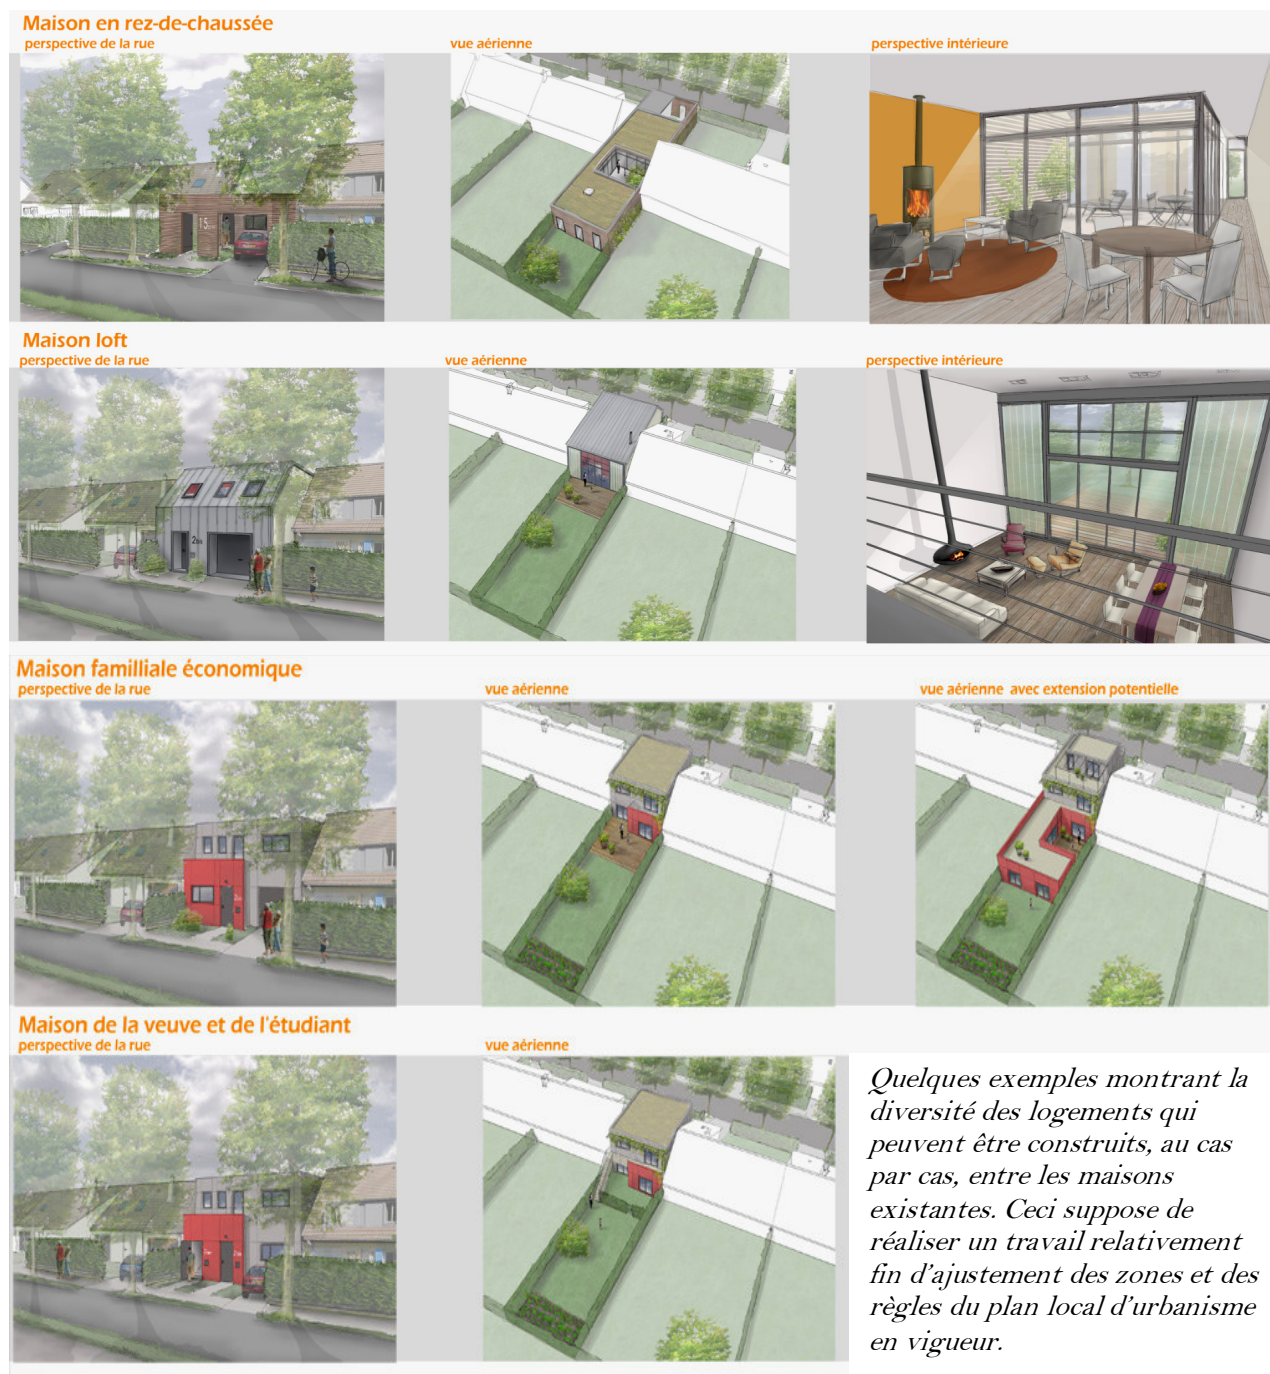 Maison en rez-de-chaussée
perspective de la rue
vue aérienne
perspective intérieure
15
Maison loft
perspective de la rue
vue aérienne
perspective intérieure
Maison familliale économique
perspective de la rue
vue aérienne
vue aérienne avec extension potentielle
Maison de la veuve et de l'étudiant
perspective de la rue
vue aérienne
Quelques exemples montrant la
diversité des logements qui
peuvent être construits, au cas
par cas, entre les maisons
existantes. Ceci suppose de
réaliser un travail relativement
fin d'ajustement des zones et des
règles du plan local d'urbanisme
en vigueur.